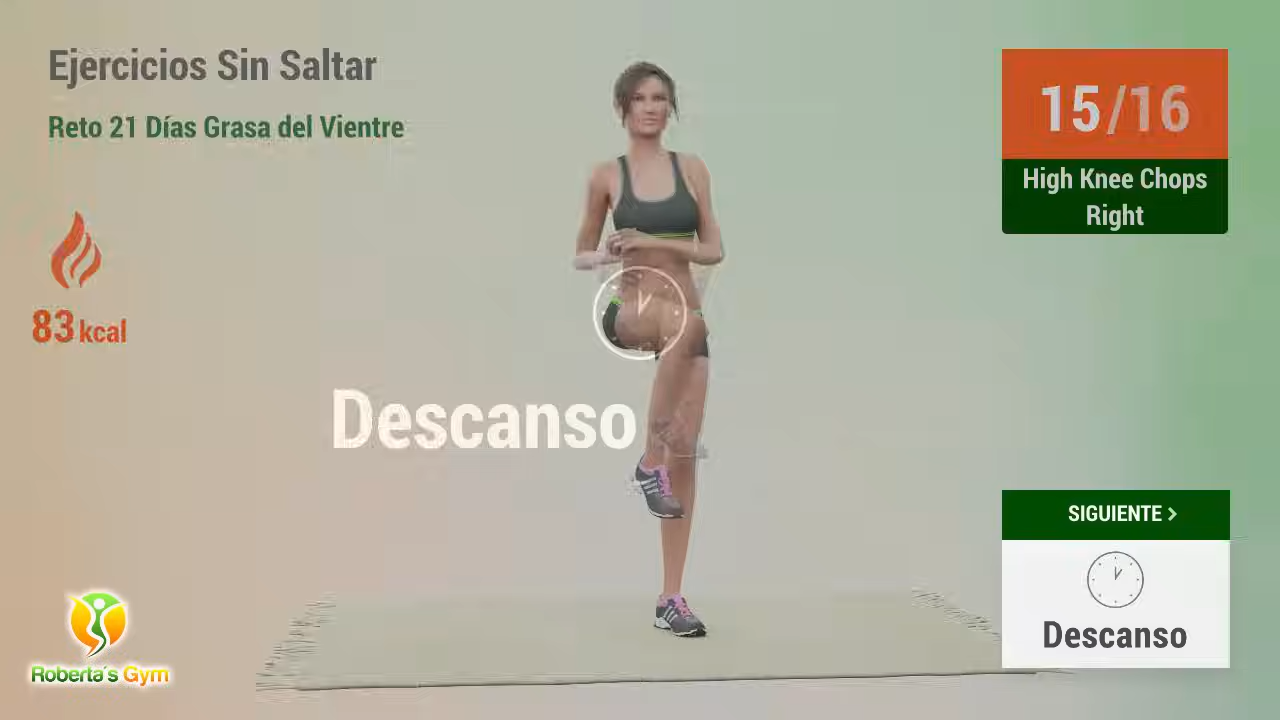 Ejercicios Sin Saltar
Reto 21 Días Grasa del Vientre
83 kcal
Descanso
15/16
High Knee Chops
Right
SIGUIENTE >
Descanso
Roberta´s Gym